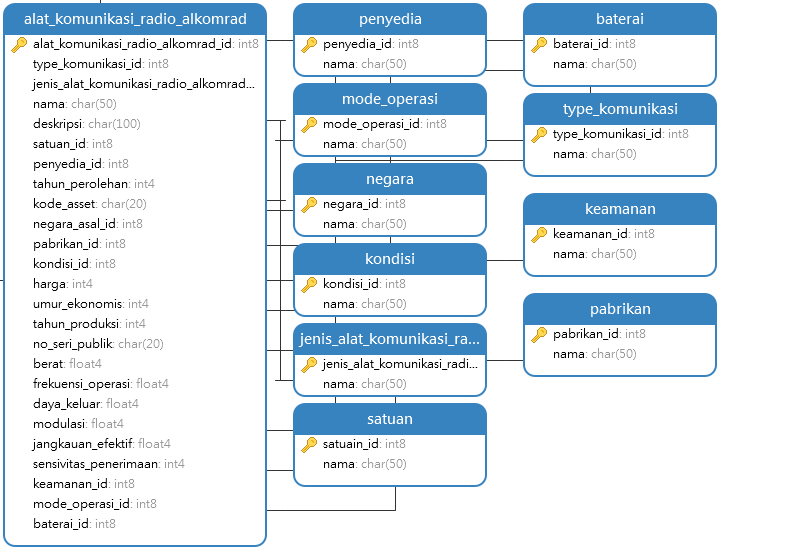 alat_komunikasi_radio_alkomrad
alat_komunikasi_radio_alkomrad_id: int8
type_komunikasi_id: int8
jenis_alat_komunikasi_radio_alkomrad...
nama: char(50)
deskripsi: char(100)
satuan_id: int8
penyedia_id: int8
tahun_perolehan: int4
kode_asset: char(20)
negara_asal_id: int8
pabrikan_id: int8
kondisi_id: int8
harga: int4
umur_ekonomis: int4
tahun_produksi: int4
no_seri_publik: char(20)
berat: float4
frekuensi_operasi: float4
daya_keluar: float4
modulasi: float4
jangkauan_efektif: float4
sensivitas_penerimaan: int4
keamanan_id: int8
mode_operasi_id: int8
baterai_id: int8
penyedia
penyedia_id: int8
nama: char(50)
mode_operasi
mode_operasi_id: int8
nama: char(50)
negara
negara_id: int8
nama: char(50)
kondisi
kondisi_id: int8
nama: char(50)
jenis_alat_komunikasi_ra...
jenis_alat_komunikasi_radi...
nama: char(50)
satuan
satuain_id: int8
nama: char(50)
baterai
baterai_id: int8
nama: char(50)
type_komunikasi
type_komunikasi_id: int8
nama: char(50)
keamanan
keamanan_id: int8
nama: char(50)
pabrikan
pabrikan_id: int8
nama: char(50)